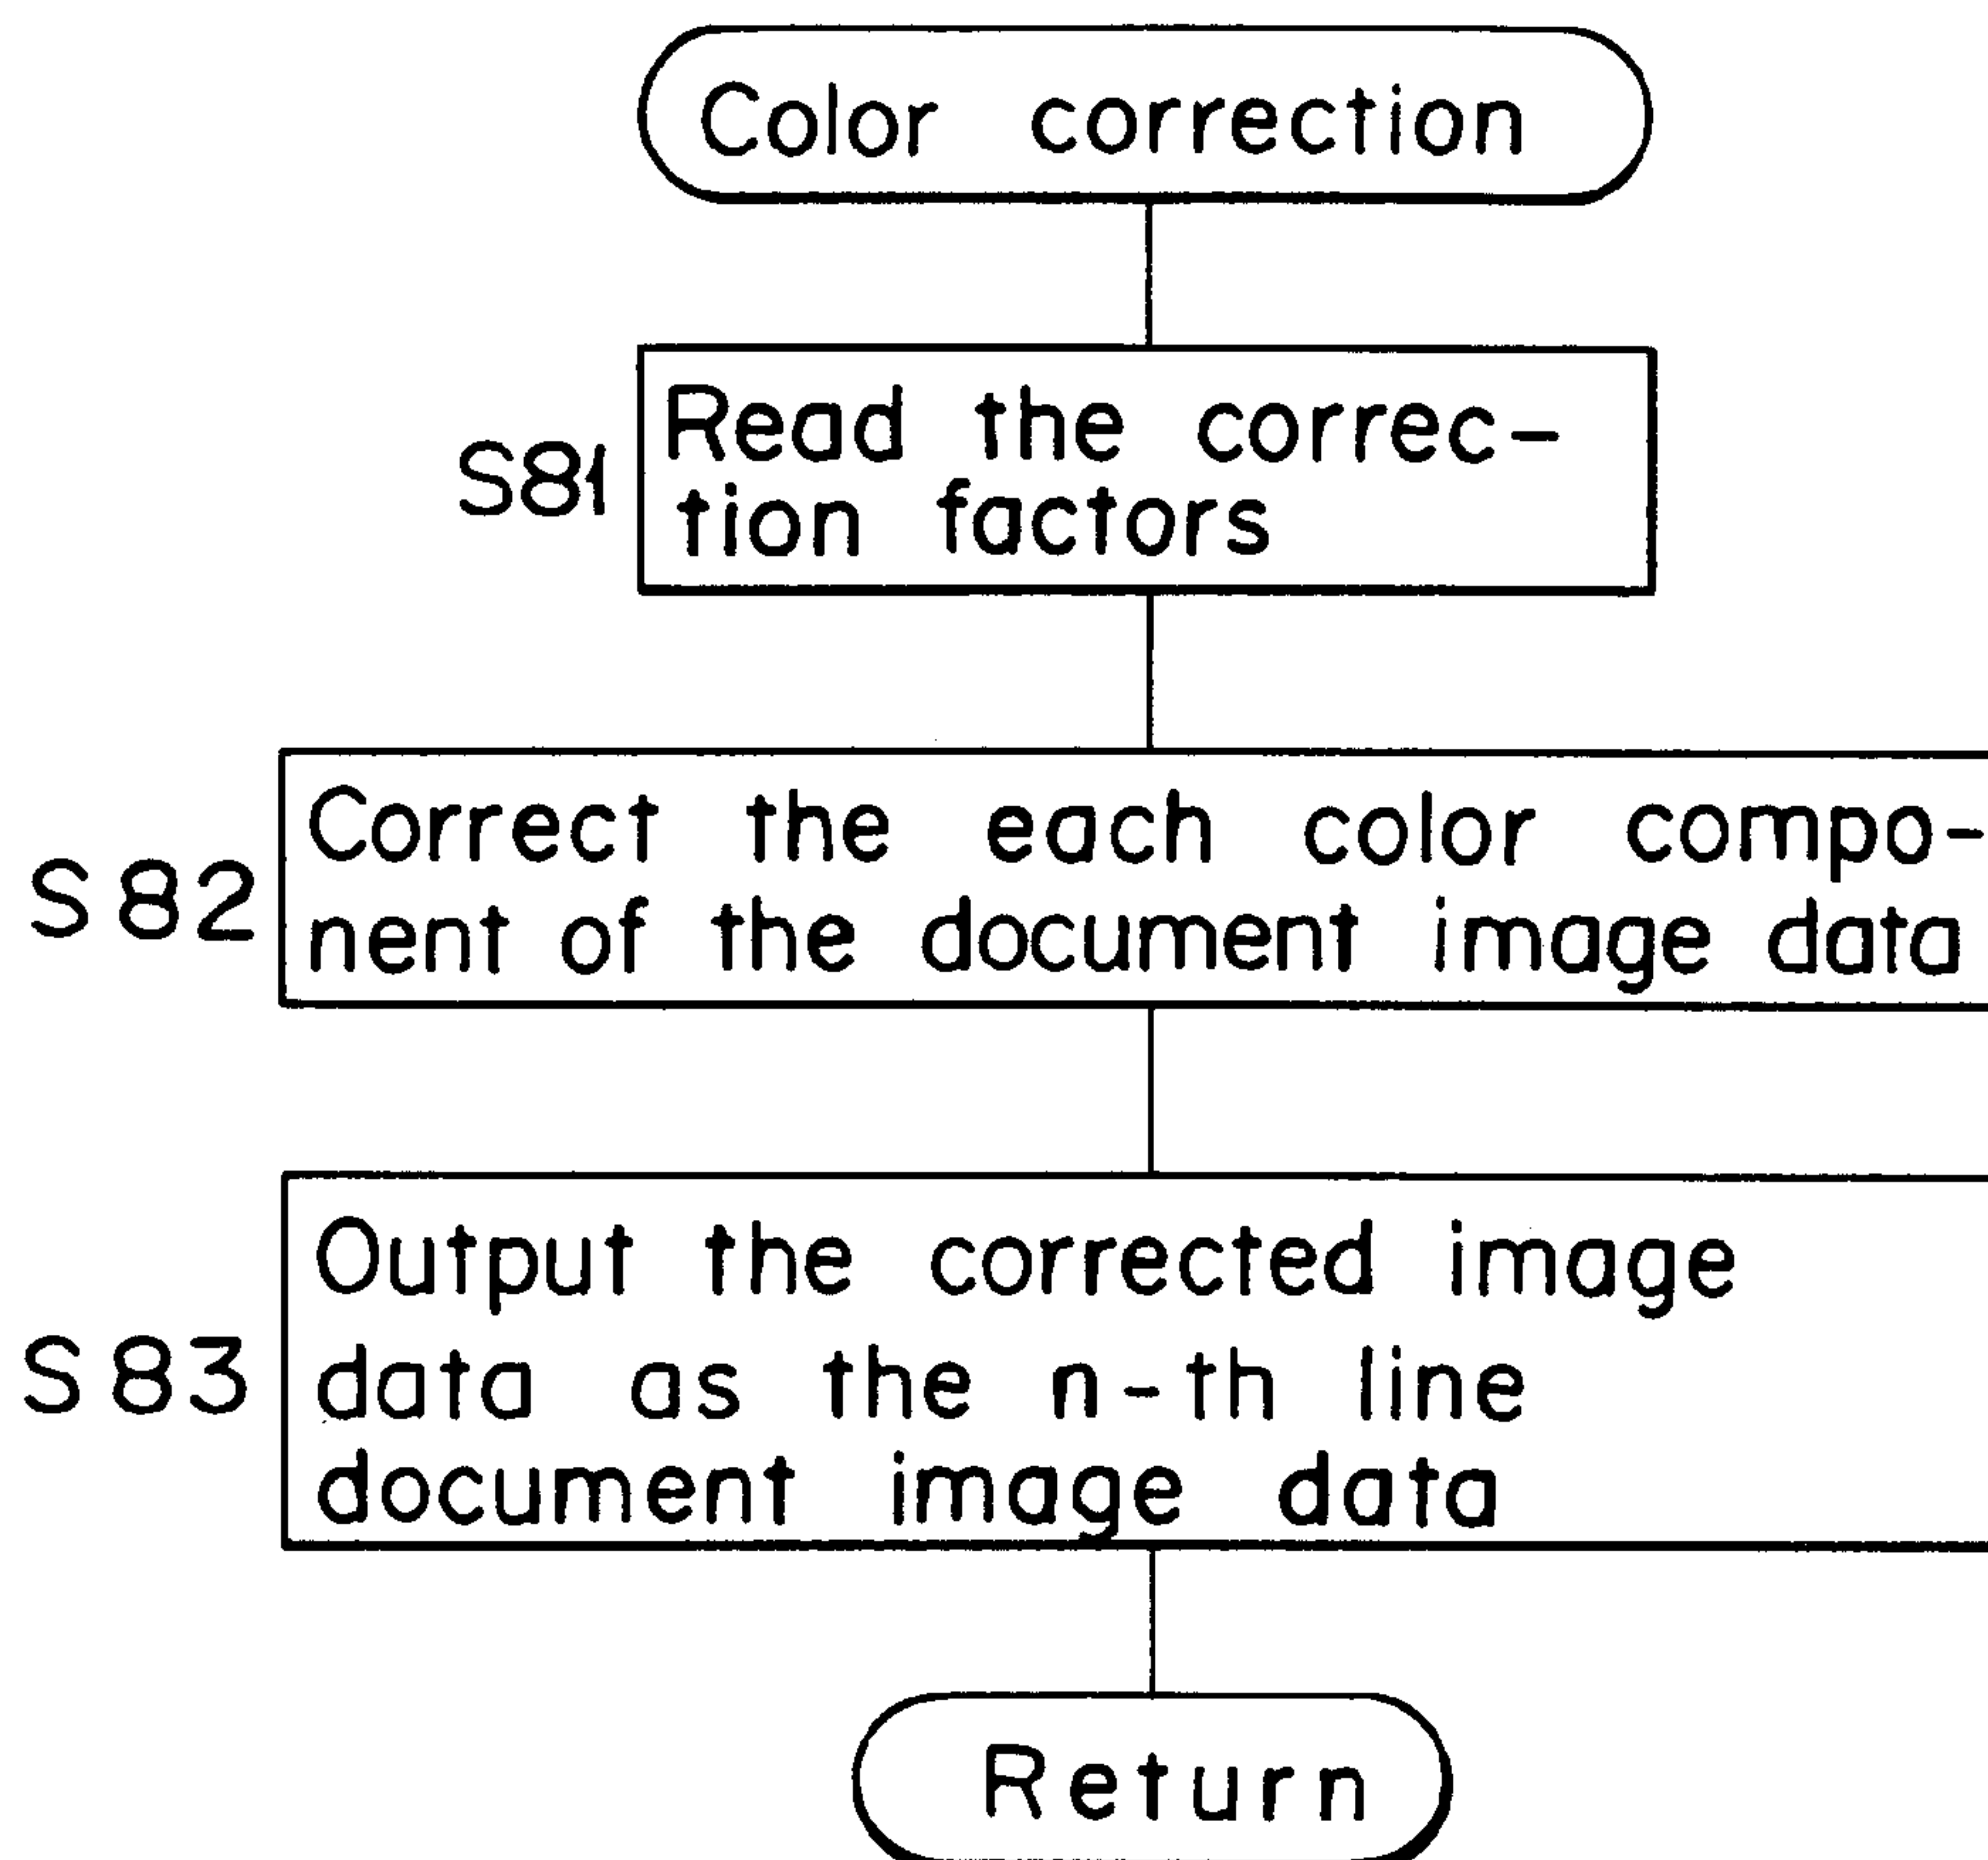 Color correction
S81
Read the correc-
tion factors
S82
Correct the each color compo-
nent of the document image data
S83
Output the corrected image
data as the n-th line
document image data
Return